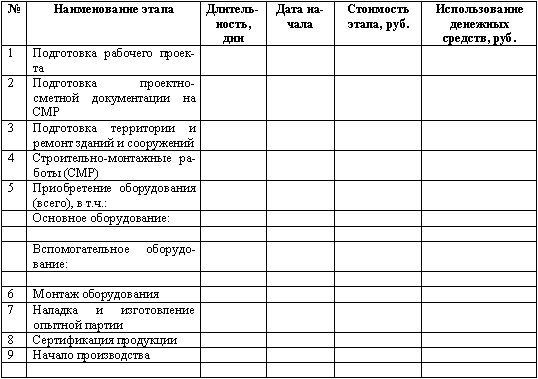 № Наименование этапа Длитель-ность, дни Дата на-чала Стоимость этапа, руб. Использование денежных средств, руб.
1 Подготовка рабочего проек-
та
2 Подготовка проектно-
сметной документации на
СМР
3 Подготовка территории и
ремонт зданий и сооружений
4 Строительно-монтажные ра-
боты (СМР)
5 Приобретение оборудования
(всего), в т.ч.:
Основное оборудование:
Вспомогательное оборудо-
вание:
6 Монтаж оборудования
7 Наладка и изготовление
опытной партии
8 Сертификация продукции
9 Начало производства